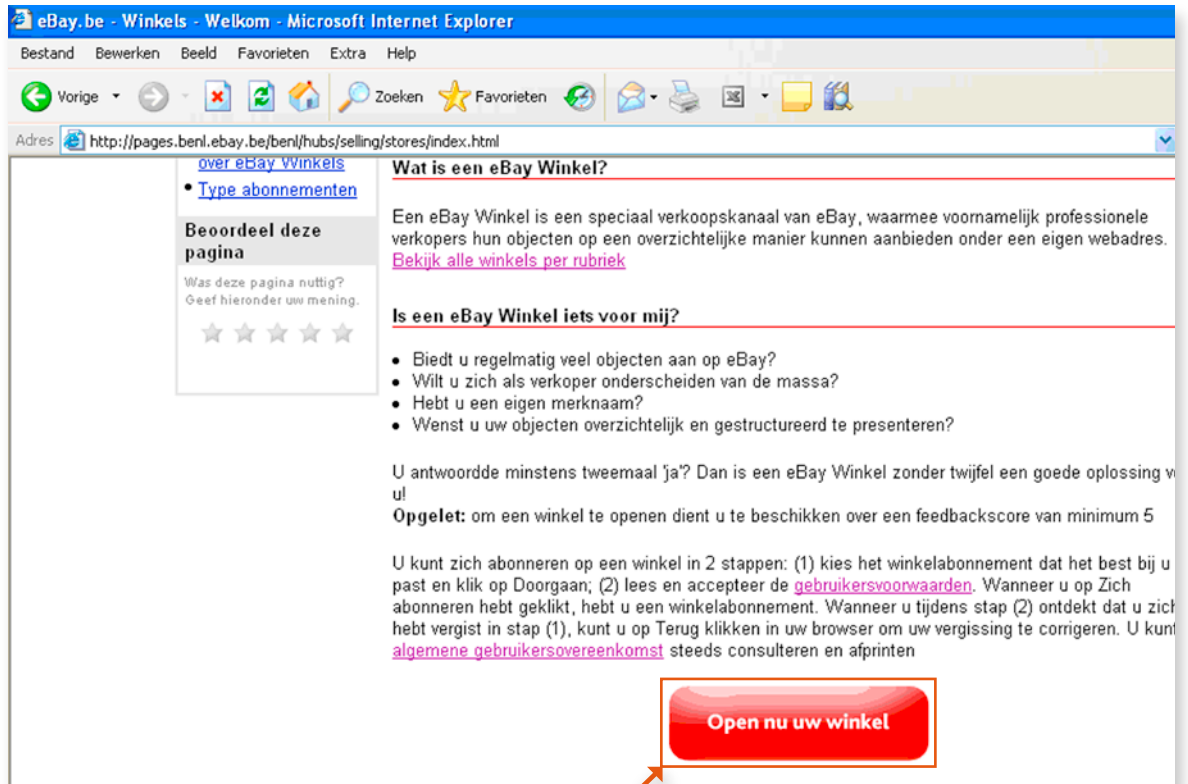 eBay.be - Winkels - Welkom - Microsoft Internet Explorer
Bestand Bewerken Beeld Favorieten Extra Help
Vorige Zoeken Favorieten
Adres http://pages.benl.ebay.be/benl/hubs/selling/stores/index.html
over eBay Winkels
• Type abonnementen
Beoordeel deze
pagina
Was deze pagina nuttig?
Geef hieronder uw mening.
Wat is een eBay Winkel?
Een eBay Winkel is een speciaal verkoopskanaal van eBay, waarmee voornamelijk professionele
verkopers hun objecten op een overzichtelijke manier kunnen aanbieden onder een eigen webadres.
Bekijk alle winkels per rubriek
Is een eBay Winkel iets voor mij?
• Biedt u regelmatig veel objecten aan op eBay?
• Wilt u zich als verkoper onderscheiden van de massa?
• Hebt u een eigen merknaam?
• Wenst u uw objecten overzichtelijk en gestructureerd te presenteren?
U antwoordde minstens tweemaal 'ja'? Dan is een eBay Winkel zonder twijfel een goede oplossing
u!
Opgelet: om een winkel te openen dient u te beschikken over een feedbackscore van minimum 5
U kunt zich abonneren op een winkel in 2 stappen: (1) kies het winkelabonnement dat het best bij u
past en klik op Doorgaan; (2) lees en accepteer de gebruikersvoorwaarden. Wanneer u op Zich
abonneren hebt geklikt, hebt u een winkelabonnement. Wanneer u tijdens stap (2) ontdekt dat u zich
hebt vergist in stap (1), kunt u op Terug klikken in uw browser om uw vergissing te corrigeren. U kunt
algemene gebruikersovereenkomst steeds consulteren en afprinten
Open nu uw winkel